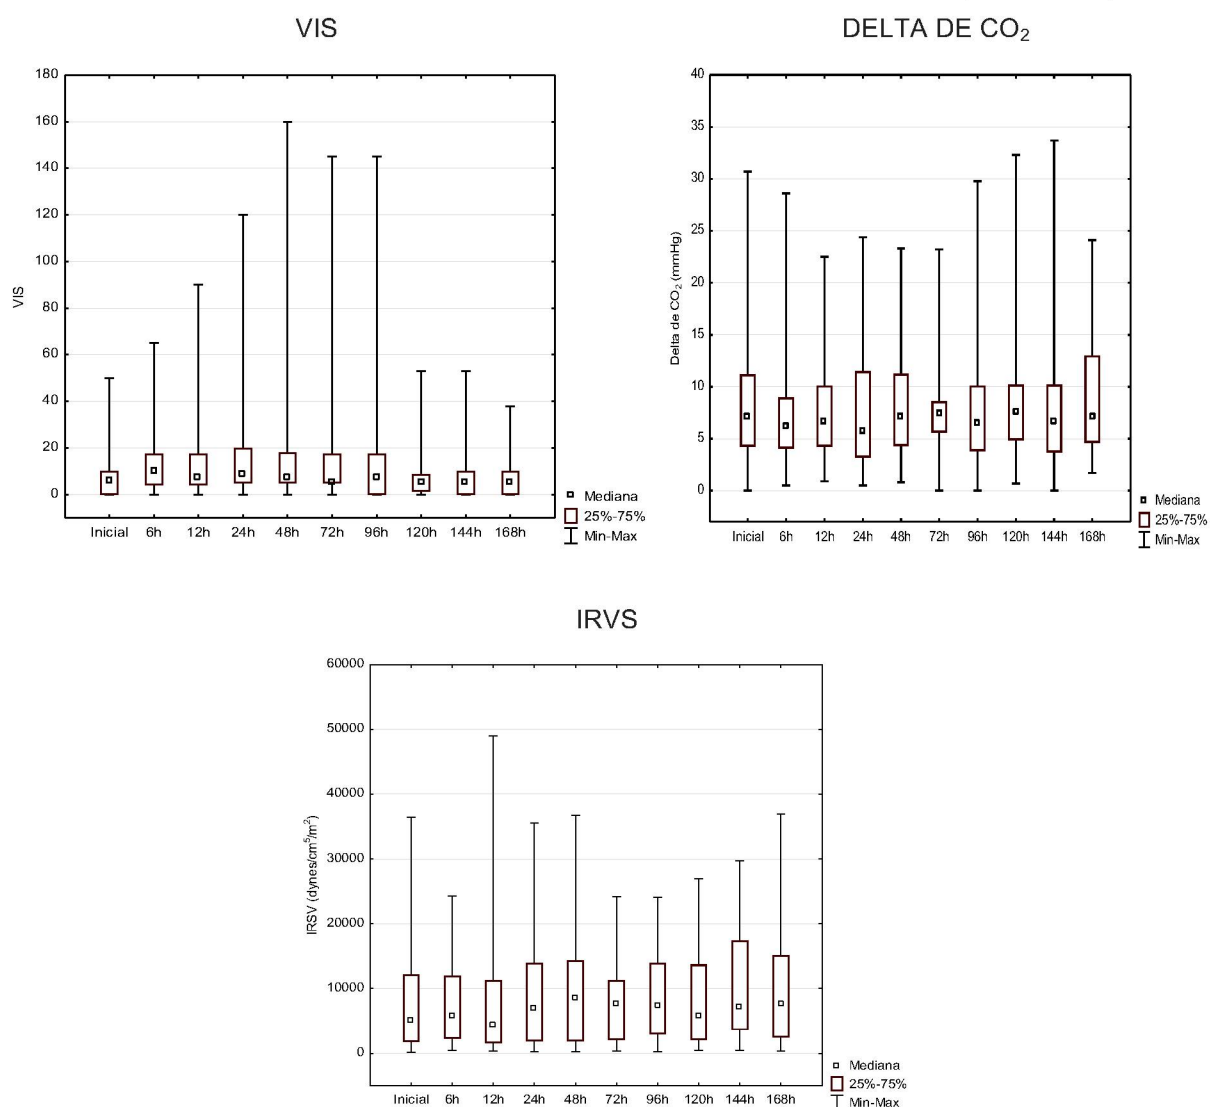 VIS
180
160
140
120
100
80
60
40
20
0
VIS
Inicial 6h 12h 24h 48h 72h 96h 120h 144h 168h
Mediana
25%-75%
Min-Max
DELTA DE CO₂
40
35
30
25
20
15
10
5
0
Delta de CO₂ (mmHg)
Inicial 6h 12h 24h 48h 72h 96h 120h 144h 168h
Mediana
25%-75%
Min-Max
IRVS
60000
50000
40000
30000
20000
10000
0
IRSV (dynes/cm⁵/m²)
Inicial 6h 12h 24h 48h 72h 96h 120h 144h 168h
Mediana
25%-75%
Min-Max